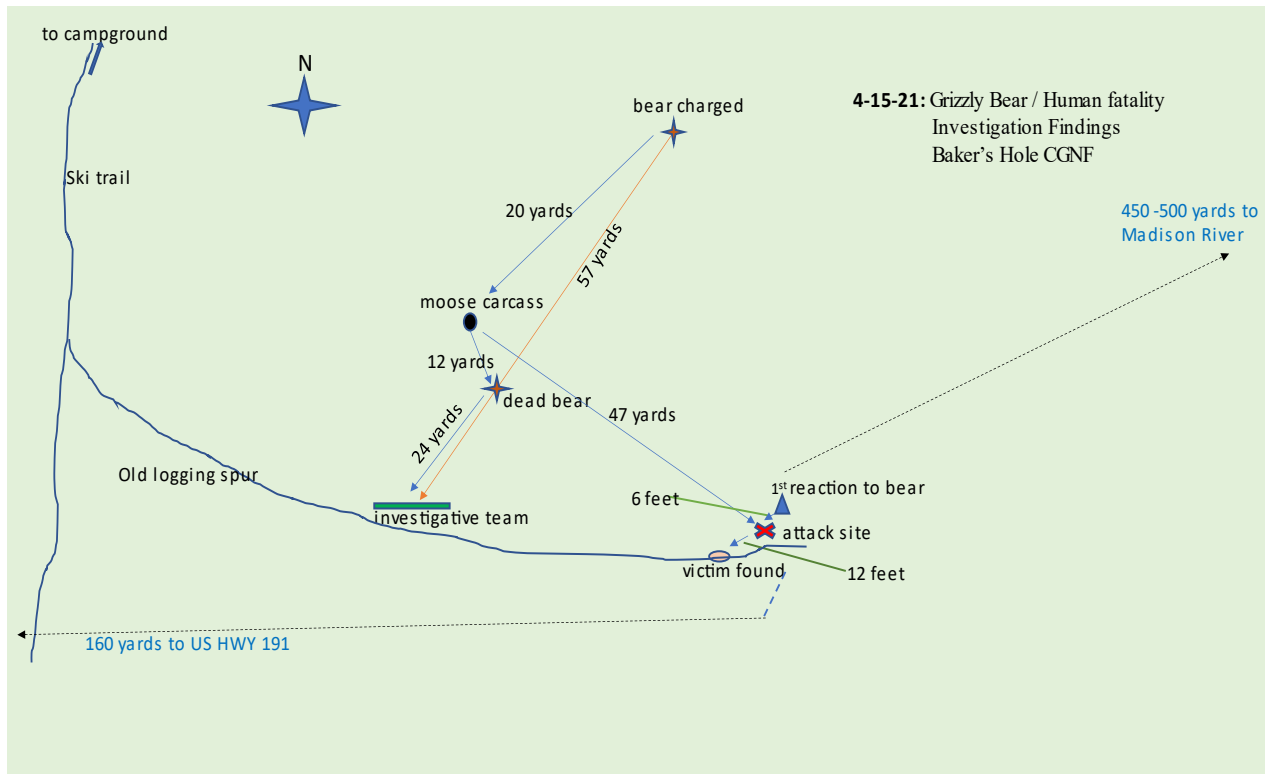 to campground
N
bear charged
4-15-21: Grizzly Bear / Human fatality
Investigation Findings
Baker's Hole CGNF
Ski trail
20 yards
450 -500 yards to
Madison River
57 yards
moose carcass
12 yards
dead bear
47 yards
24 yards
Old logging spur
6 feet
1st reaction to bear
investigative team
attack site
victim found
12 feet
160 yards to US HWY 191